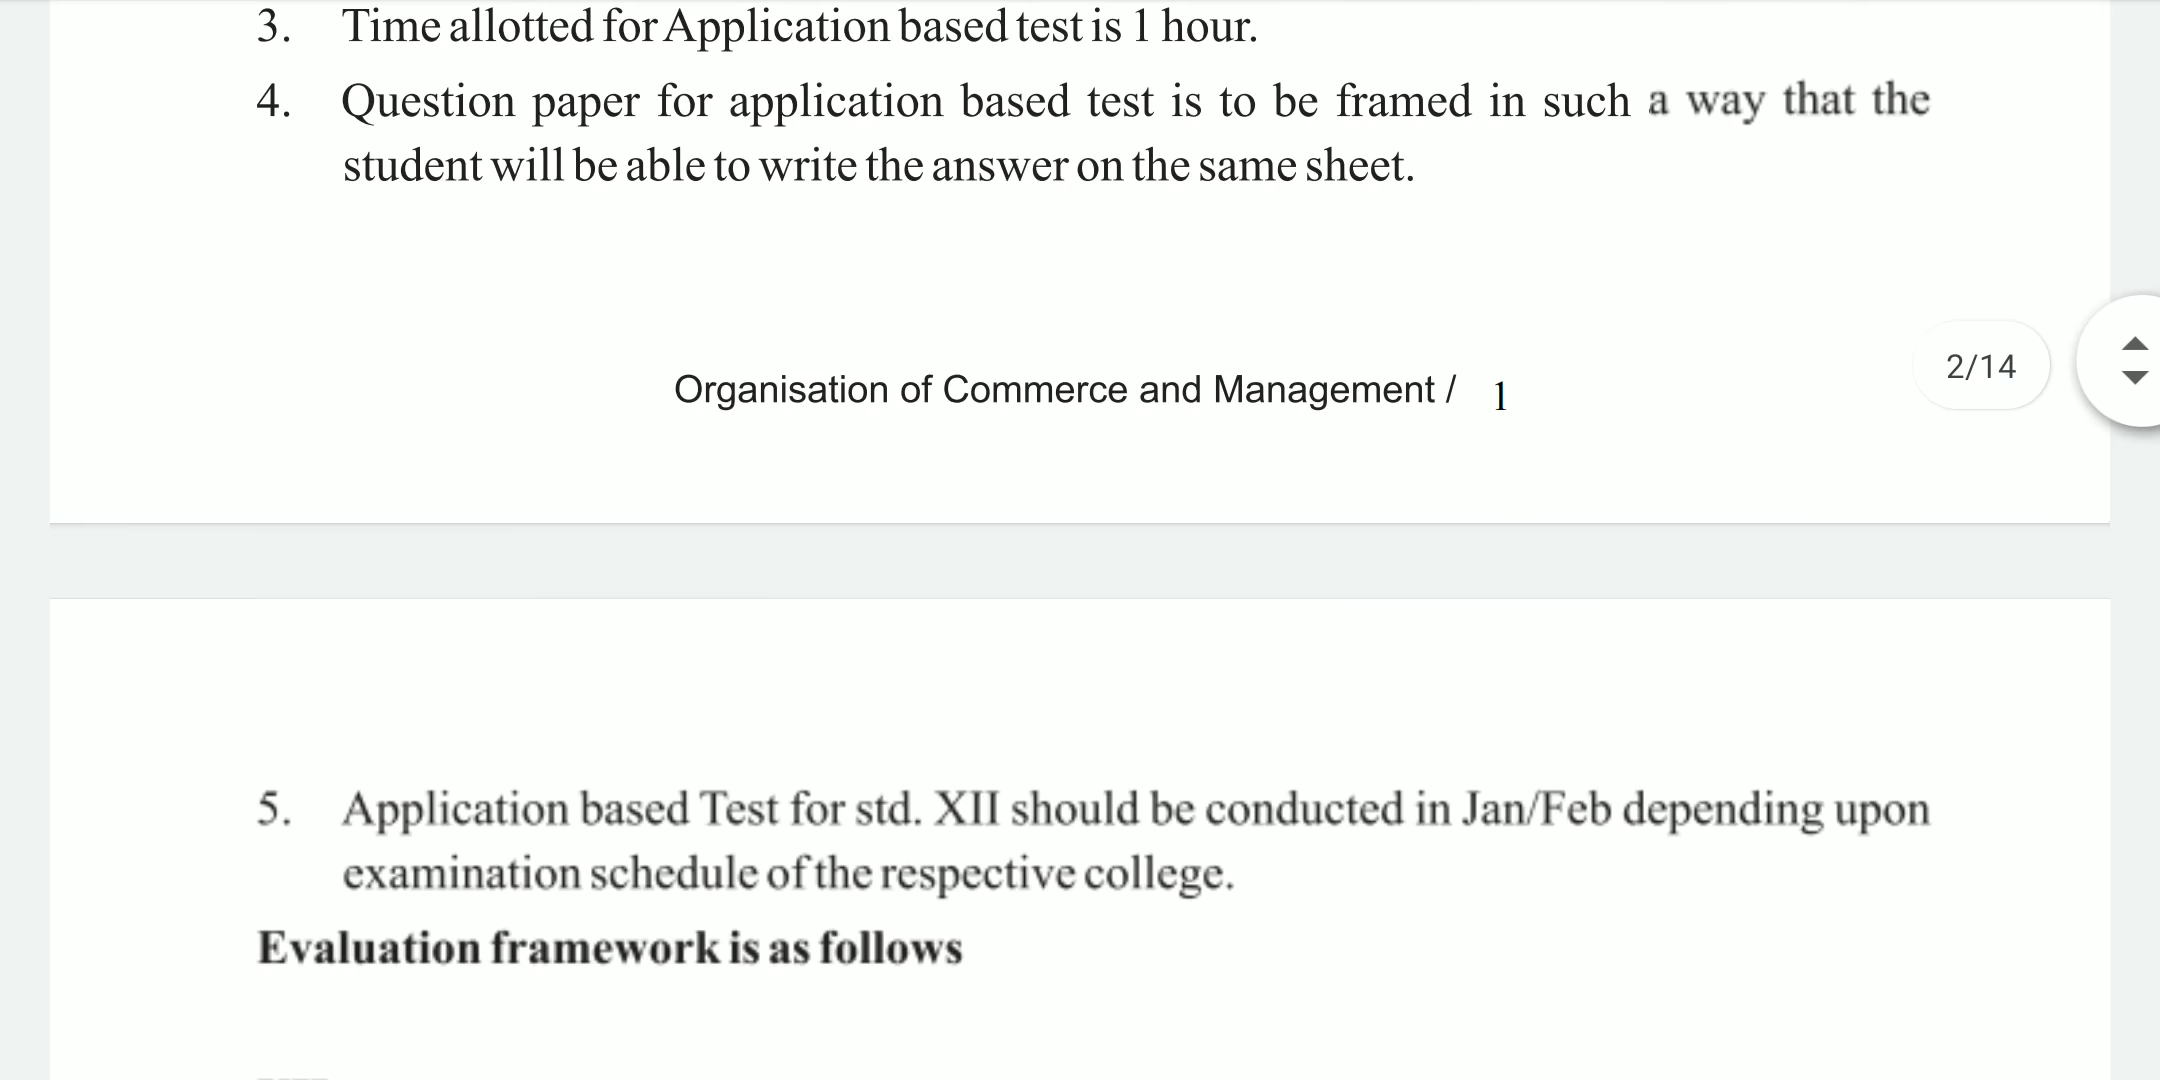 3. Time allotted for Application based test is 1 hour.
4. Question paper for application based test is to be framed in such a way that the
student will be able to write the answer on the same sheet.
Organisation of Commerce and Management / 1
2/14
5. Application based Test for std. XII should be conducted in Jan/Feb depending upon
examination schedule of the respective college.
Evaluation framework is as follows